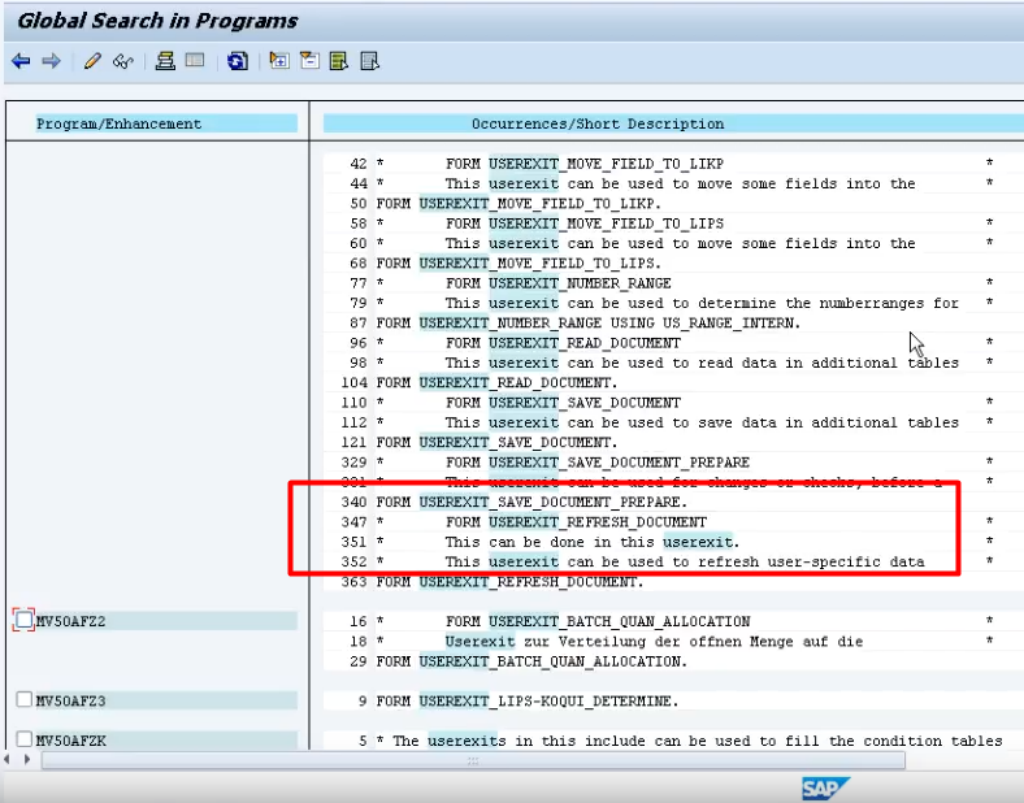 Global Search in Programs
Program/Enhancement Occurrences/Short Description
42 * FORM USEREXIT_MOVE_FIELD_TO_LIKP *
44 * This userexit can be used to move some fields into the *
50 FORM USEREXIT_MOVE_FIELD_TO_LIKP.
58 * FORM USEREXIT_MOVE_FIELD_TO_LIPS *
60 * This userexit can be used to move some fields into the *
68 FORM USEREXIT_MOVE_FIELD_TO_LIPS.
77 * FORM USEREXIT_NUMBER_RANGE *
79 * This userexit can be used to determine the numberranges for *
87 FORM USEREXIT_NUMBER_RANGE USING US_RANGE_INTERN.
96 * FORM USEREXIT_READ_DOCUMENT *
98 * This userexit can be used to read data in additional tables *
104 FORM USEREXIT_READ_DOCUMENT.
110 * FORM USEREXIT_SAVE_DOCUMENT *
112 * This userexit can be used to save data in additional tables *
121 FORM USEREXIT_SAVE_DOCUMENT.
329 * FORM USEREXIT_SAVE_DOCUMENT_PREPARE *
331 * This userexit can be used for changes or checks, before a *
340 FORM USEREXIT_SAVE_DOCUMENT_PREPARE.
347 * FORM USEREXIT_REFRESH_DOCUMENT *
351 * This can be done in this userexit. *
352 * This userexit can be used to refresh user-specific data *
363 FORM USEREXIT_REFRESH_DOCUMENT.
MV50AFZ2 16 * FORM USEREXIT_BATCH_QUAN_ALLOCATION *
18 * Userexit zur Verteilung der offnen Menge auf die *
29 FORM USEREXIT_BATCH_QUAN_ALLOCATION.
MV50AFZ3 9 FORM USEREXIT_LIPS-KOQUI_DETERMINE.
MV50AFZK 5 * The userexits in this include can be used to fill the condition tables
SAP